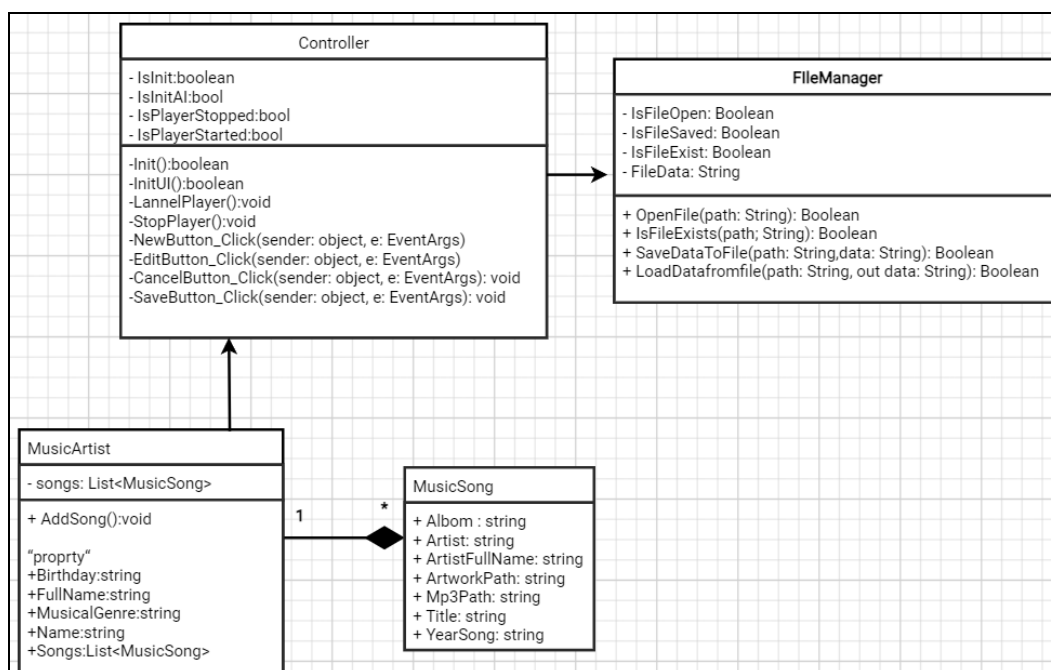 Controller
- IsInit:boolean
- IsInitAI:bool
- IsPlayerStopped:bool
- IsPlayerStarted:bool
-Init():boolean
-InitUI():boolean
-LannelPlayer():void
-StopPlayer():void
-NewButton_Click(sender: object, e: EventArgs)
-EditButton_Click(sender: object, e: EventArgs)
-CancelButton_Click(sender: object, e: EventArgs): void
-SaveButton_Click(sender: object, e: EventArgs): void
FIleManager
- IsFileOpen: Boolean
- IsFileSaved: Boolean
- IsFileExist: Boolean
- FileData: String
+ OpenFile(path: String): Boolean
+ IsFileExists(path; String): Boolean
+ SaveDataToFile(path: String,data: String): Boolean
+ LoadDatafromfile(path: String, out data: String): Boolean
MusicArtist
- songs: List<MusicSong>
+ AddSong():void
“proprty“
+Birthday:string
+FullName:string
+MusicalGenre:string
+Name:string
+Songs:List<MusicSong>
1
*
MusicSong
+ Albom : string
+ Artist: string
+ ArtistFullName: string
+ ArtworkPath: string
+ Mp3Path: string
+ Title: string
+ YearSong: string